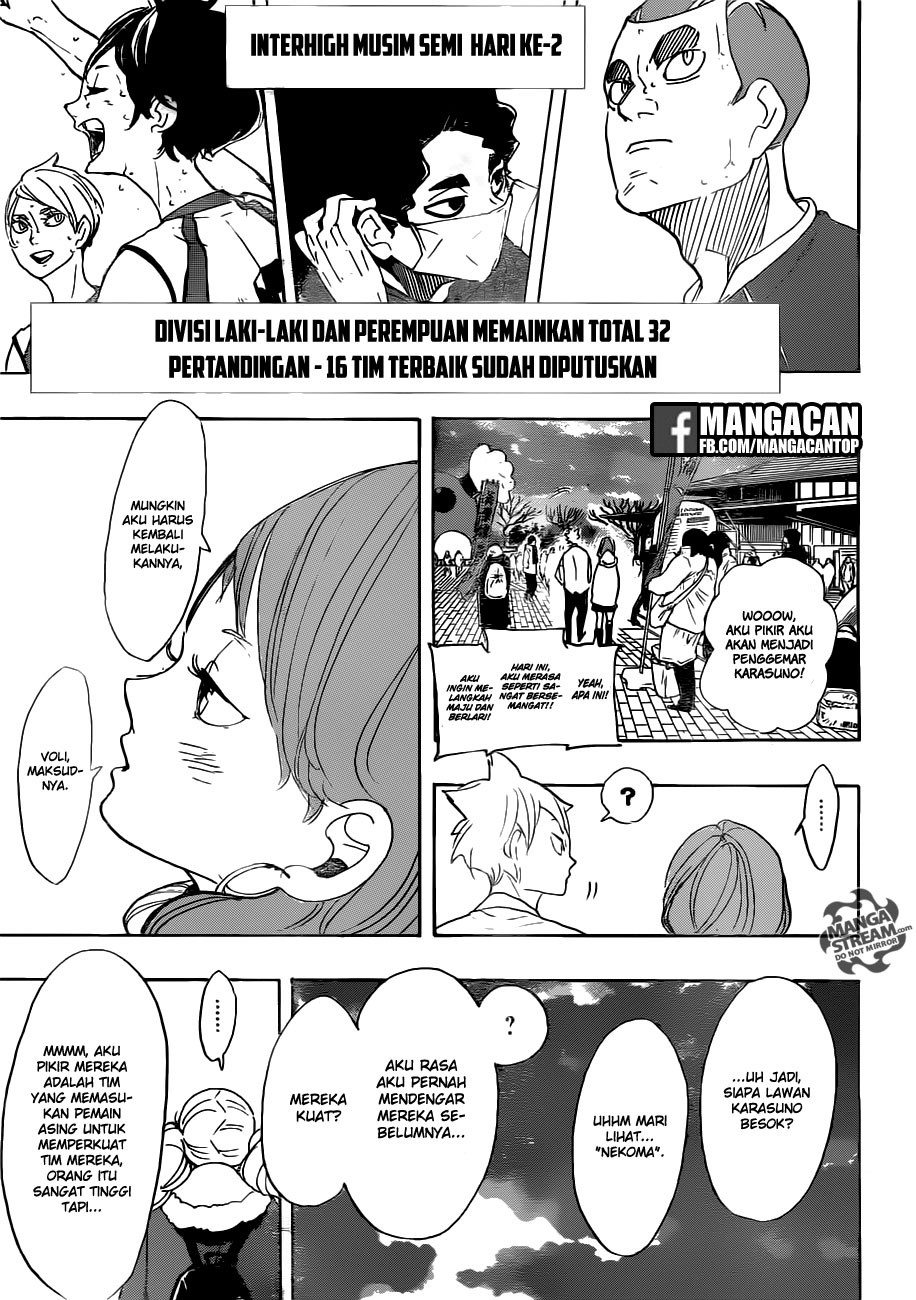 INTERHIGH MUSIM SEMI HARI KE-2
DIVISI LAKI-LAKI DAN PEREMPUAN MEMAINKAN TOTAL 32
PERTANDINGAN - 16 TIM TERBAIK SUDAH DIPUTUSKAN
f MANGACAN
FB.COM/MANGACANTOP
WOOOW,
AKU PIKIR AKU
AKAN MENJADI
PENGGEMAR
KARASUNO!
YEAH,
APA INI!
HARI INI,
AKU MERASA
SEPERTI SA-
NGAT BERSE-
MANGAT!!
AKU
INGIN ME-
LANGKAH
MAJU DAN
BERLARI!
MUNGKIN
AKU HARUS
KEMBALI
MELAKU-
KANNYA,
VOLI,
MAKSUD-
NYA.
........
?
MANGA
STREAM.com
DO NOT MIRROR
...UH JADI,
SIAPA LAWAN
KARASUNO
BESOK?
UHHM MARI
LIHAT...
"NEKOMA".
?
AKU RASA
AKU PERNAH
MENDENGAR
MEREKA SE-
BELUMNYA...
MEREKA
KUAT?
........
MMMM, AKU
PIKIR MEREKA
ADALAH TIM
YANG MEMASU-
KAN PEMAIN
ASING UNTUK
MEMPERKUAT
TIM MEREKA,
ORANG ITU
SANGAT TINGGI
TAPI...